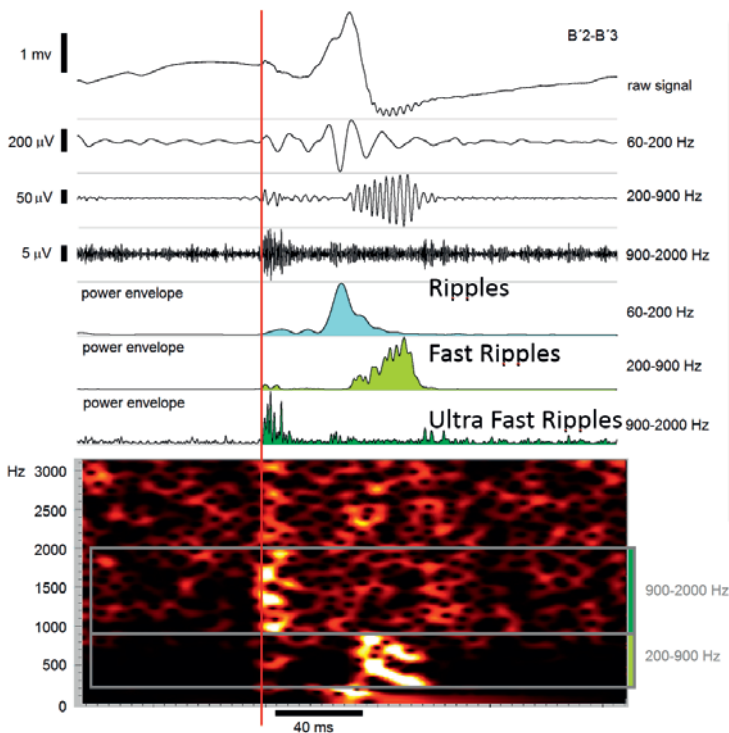 B´2-B´3
1 mv
raw signal
200 µV
60-200 Hz
50 µV
200-900 Hz
5 µV
900-2000 Hz
power envelope
Ripples
60-200 Hz
power envelope
Fast Ripples
200-900 Hz
power envelope
Ultra Fast Ripples
900-2000 Hz
Hz
3000
2500
2000
1500
900-2000 Hz
1000
200-900 Hz
500
0
40 ms